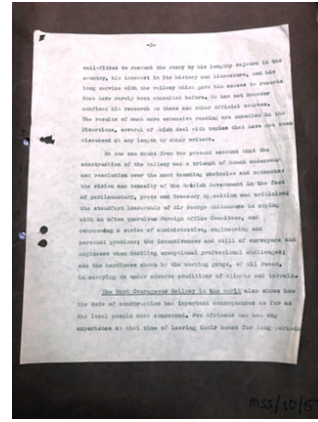 -2-
well-fitted to recount the story by his lengthy sojourn in the
country, his interest in its history and literature, and his
long service with the railway which gave him access to records
that have rarely been consulted before. He has not however
confined his research to these and other official sources.
The results of much more extensive reading are embodied in the
Diversions, several of which deal with topics that have not been
discussed at any length by other writers.
No one can doubt from the present account that the
construction of the railway was a triumph of human endeavour
and resolution over the most daunting obstacles and setbacks:
the vision and tenacity of the British Government in the face
of parliamentary, press and Treasury opposition and criticism;
the steadfast leadership of Sir George Whitehouse in coping
with an often querulous Foreign Office Committee, and
overcoming a series of administrative, engineering and
personal problems; the inventiveness and skill of surveyors and
engineers when tackling exceptional professional challenges;
and the hardiness shown by the working gangs, of all races,
in carrying on under adverse conditions of climate and terrain.
The Most Courageous Railway in the World also shows how
the date of construction had important consequences as far as
the local people were concerned. Few Africans had had any
experience at that time of leaving their homes for long periods
MSS/10/5